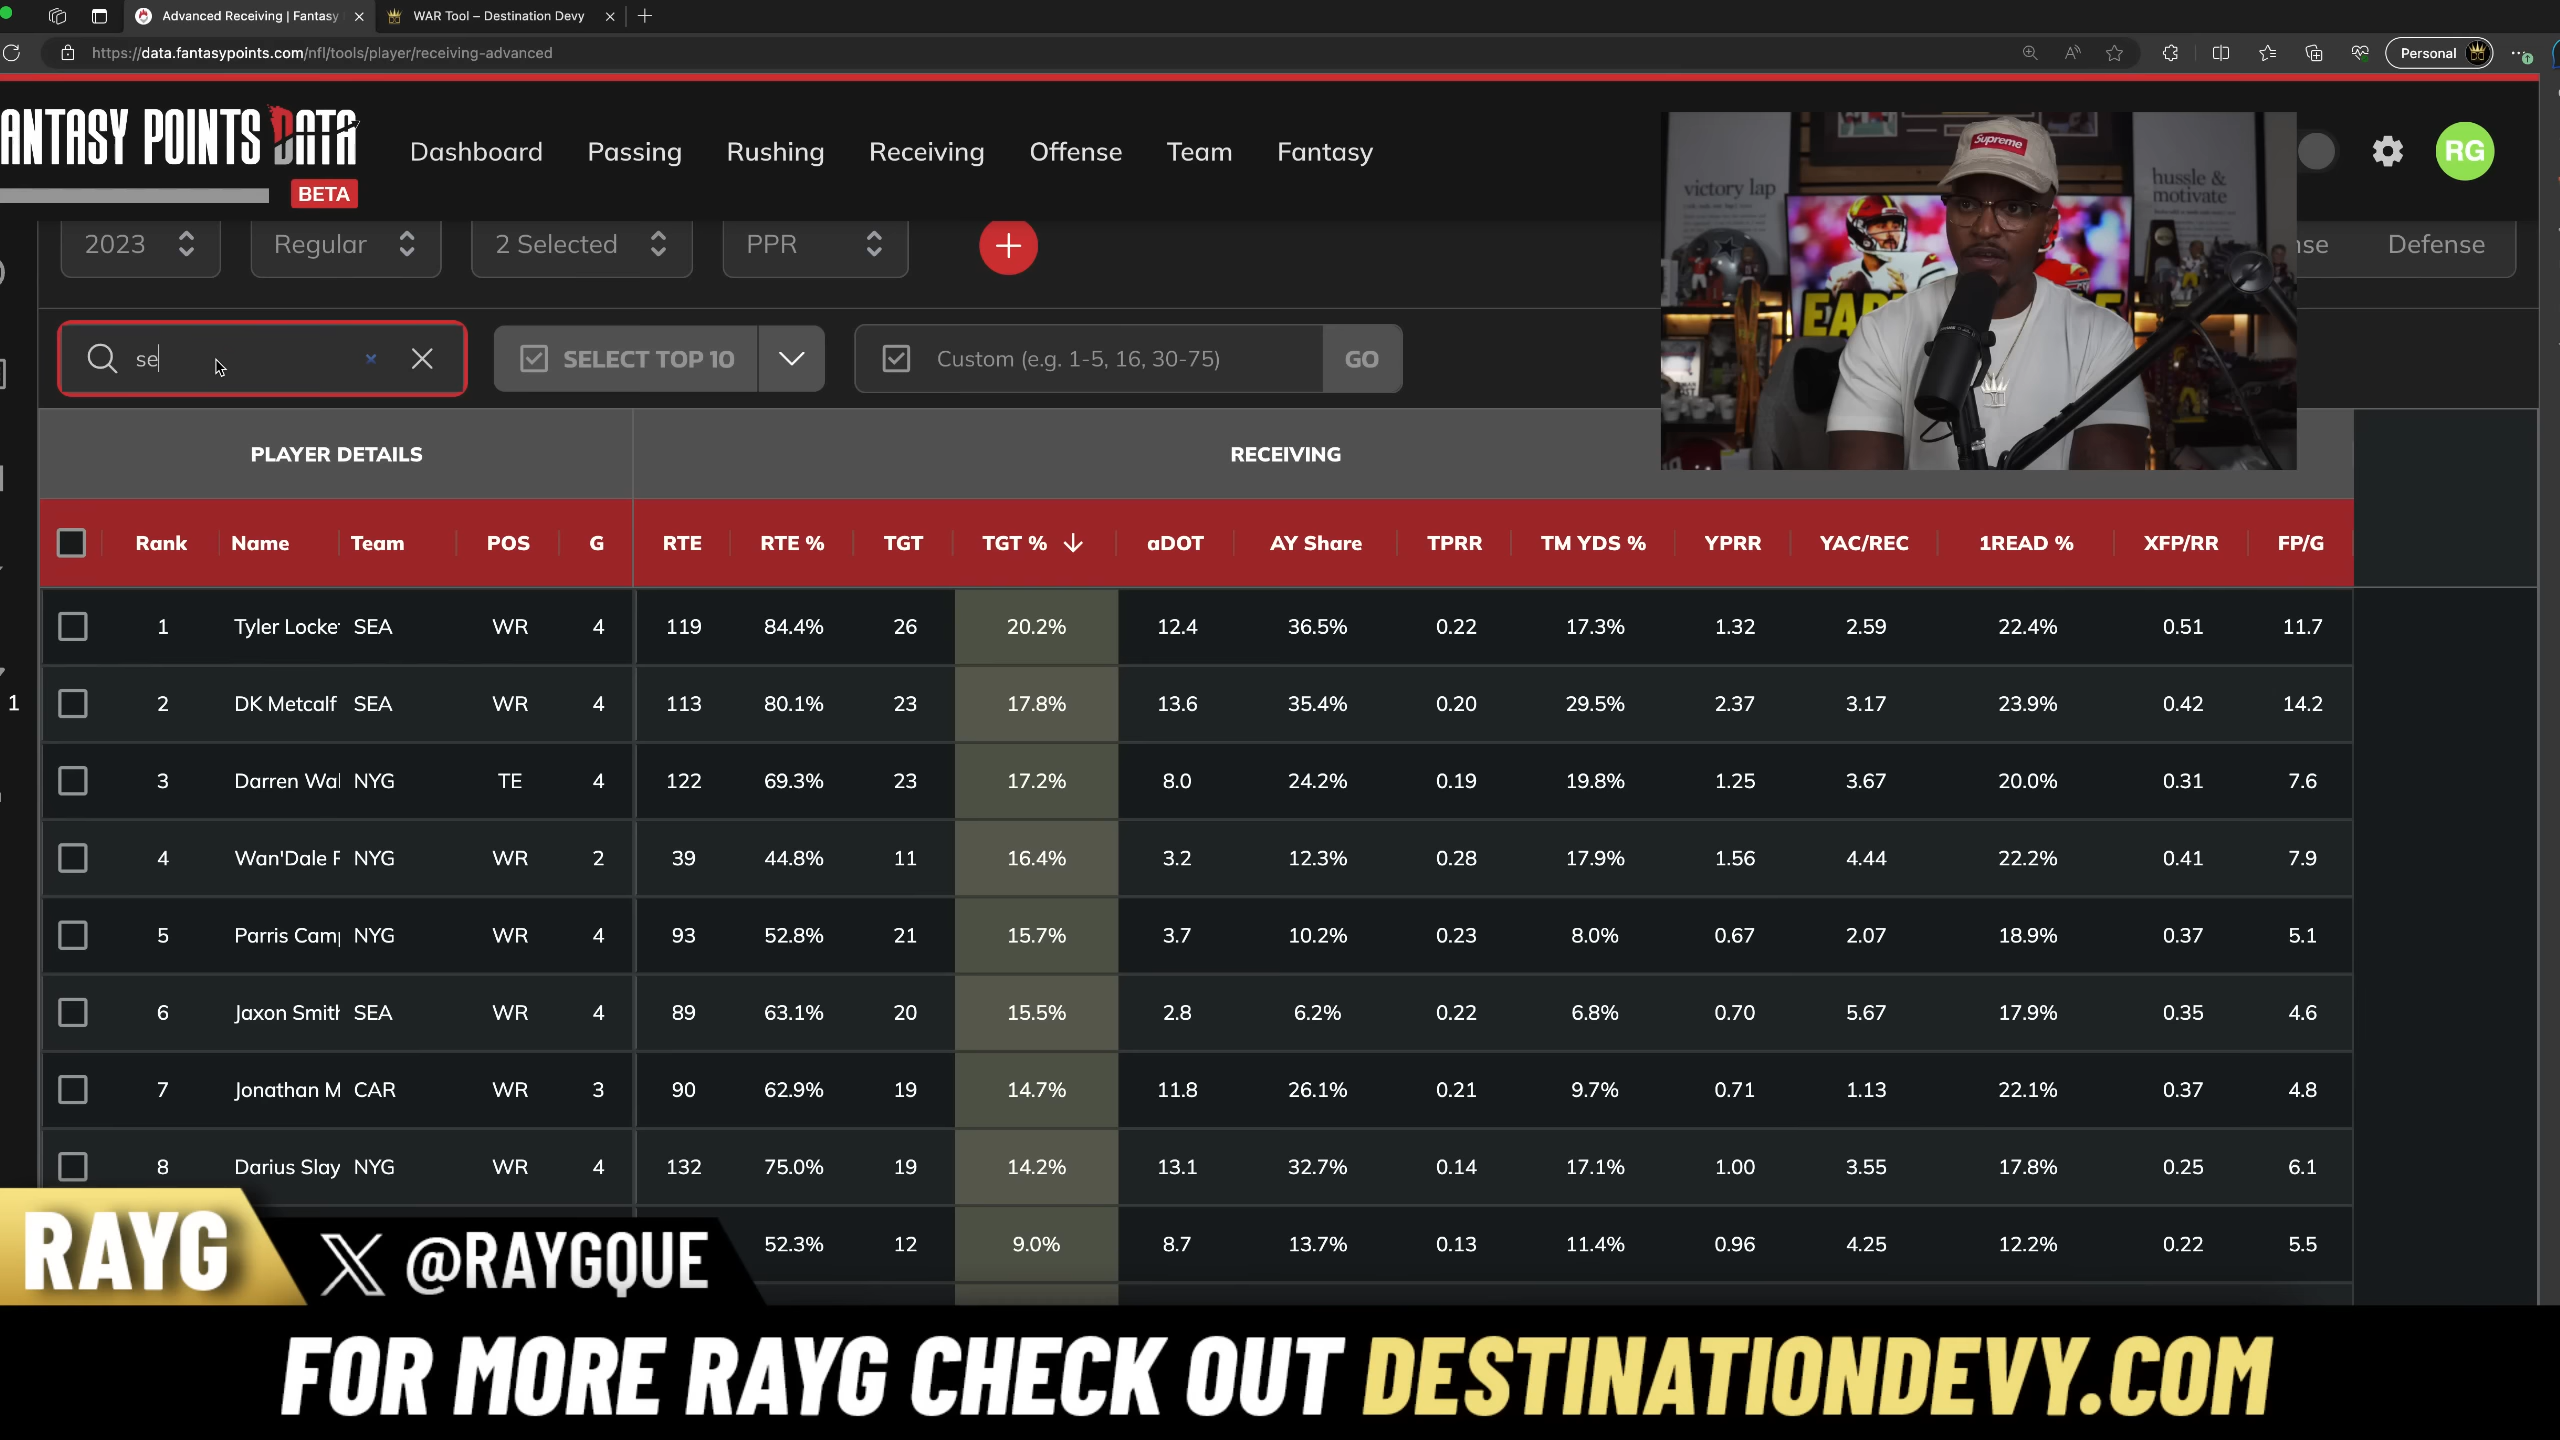 Advanced Receiving | Fantasy
WAR Tool – Destination Devy
https://data.fantasypoints.com/nfl/tools/player/receiving-advanced
Personal
ANTASY POINTS DATA
BETA
Dashboard Passing Rushing Receiving Offense Team Fantasy
RG
2023 Regular 2 Selected PPR
nse Defense
se
SELECT TOP 10
Custom (e.g. 1-5, 16, 30-75) GO
victory lap
hussle & motivate
Supreme
PLAYER DETAILS RECEIVING
Rank Name Team POS G RTE RTE % TGT TGT % aDOT AY Share TPRR TM YDS % YPRR YAC/REC 1READ % XFP/RR FP/G
1 Tyler Locke SEA WR 4 119 84.4% 26 20.2% 12.4 36.5% 0.22 17.3% 1.32 2.59 22.4% 0.51 11.7
2 DK Metcalf SEA WR 4 113 80.1% 23 17.8% 13.6 35.4% 0.20 29.5% 2.37 3.17 23.9% 0.42 14.2
1
3 Darren Wal NYG TE 4 122 69.3% 23 17.2% 8.0 24.2% 0.19 19.8% 1.25 3.67 20.0% 0.31 7.6
4 Wan'Dale NYG WR 2 39 44.8% 11 16.4% 3.2 12.3% 0.28 17.9% 1.56 4.44 22.2% 0.41 7.9
5 Parris Cam NYG WR 4 93 52.8% 21 15.7% 3.7 10.2% 0.23 8.0% 0.67 2.07 18.9% 0.37 5.1
6 Jaxon Smith SEA WR 4 89 63.1% 20 15.5% 2.8 6.2% 0.22 6.8% 0.70 5.67 17.9% 0.35 4.6
7 Jonathan M CAR WR 3 90 62.9% 19 14.7% 11.8 26.1% 0.21 9.7% 0.71 1.13 22.1% 0.37 4.8
8 Darius Slay NYG WR 4 132 75.0% 19 14.2% 13.1 32.7% 0.14 17.1% 1.00 3.55 17.8% 0.25 6.1
52.3% 12 9.0% 8.7 13.7% 0.13 11.4% 0.96 4.25 12.2% 0.22 5.5
RAYG X @RAYGQUE
FOR MORE RAYG CHECK OUT DESTINATIONDEVY.COM